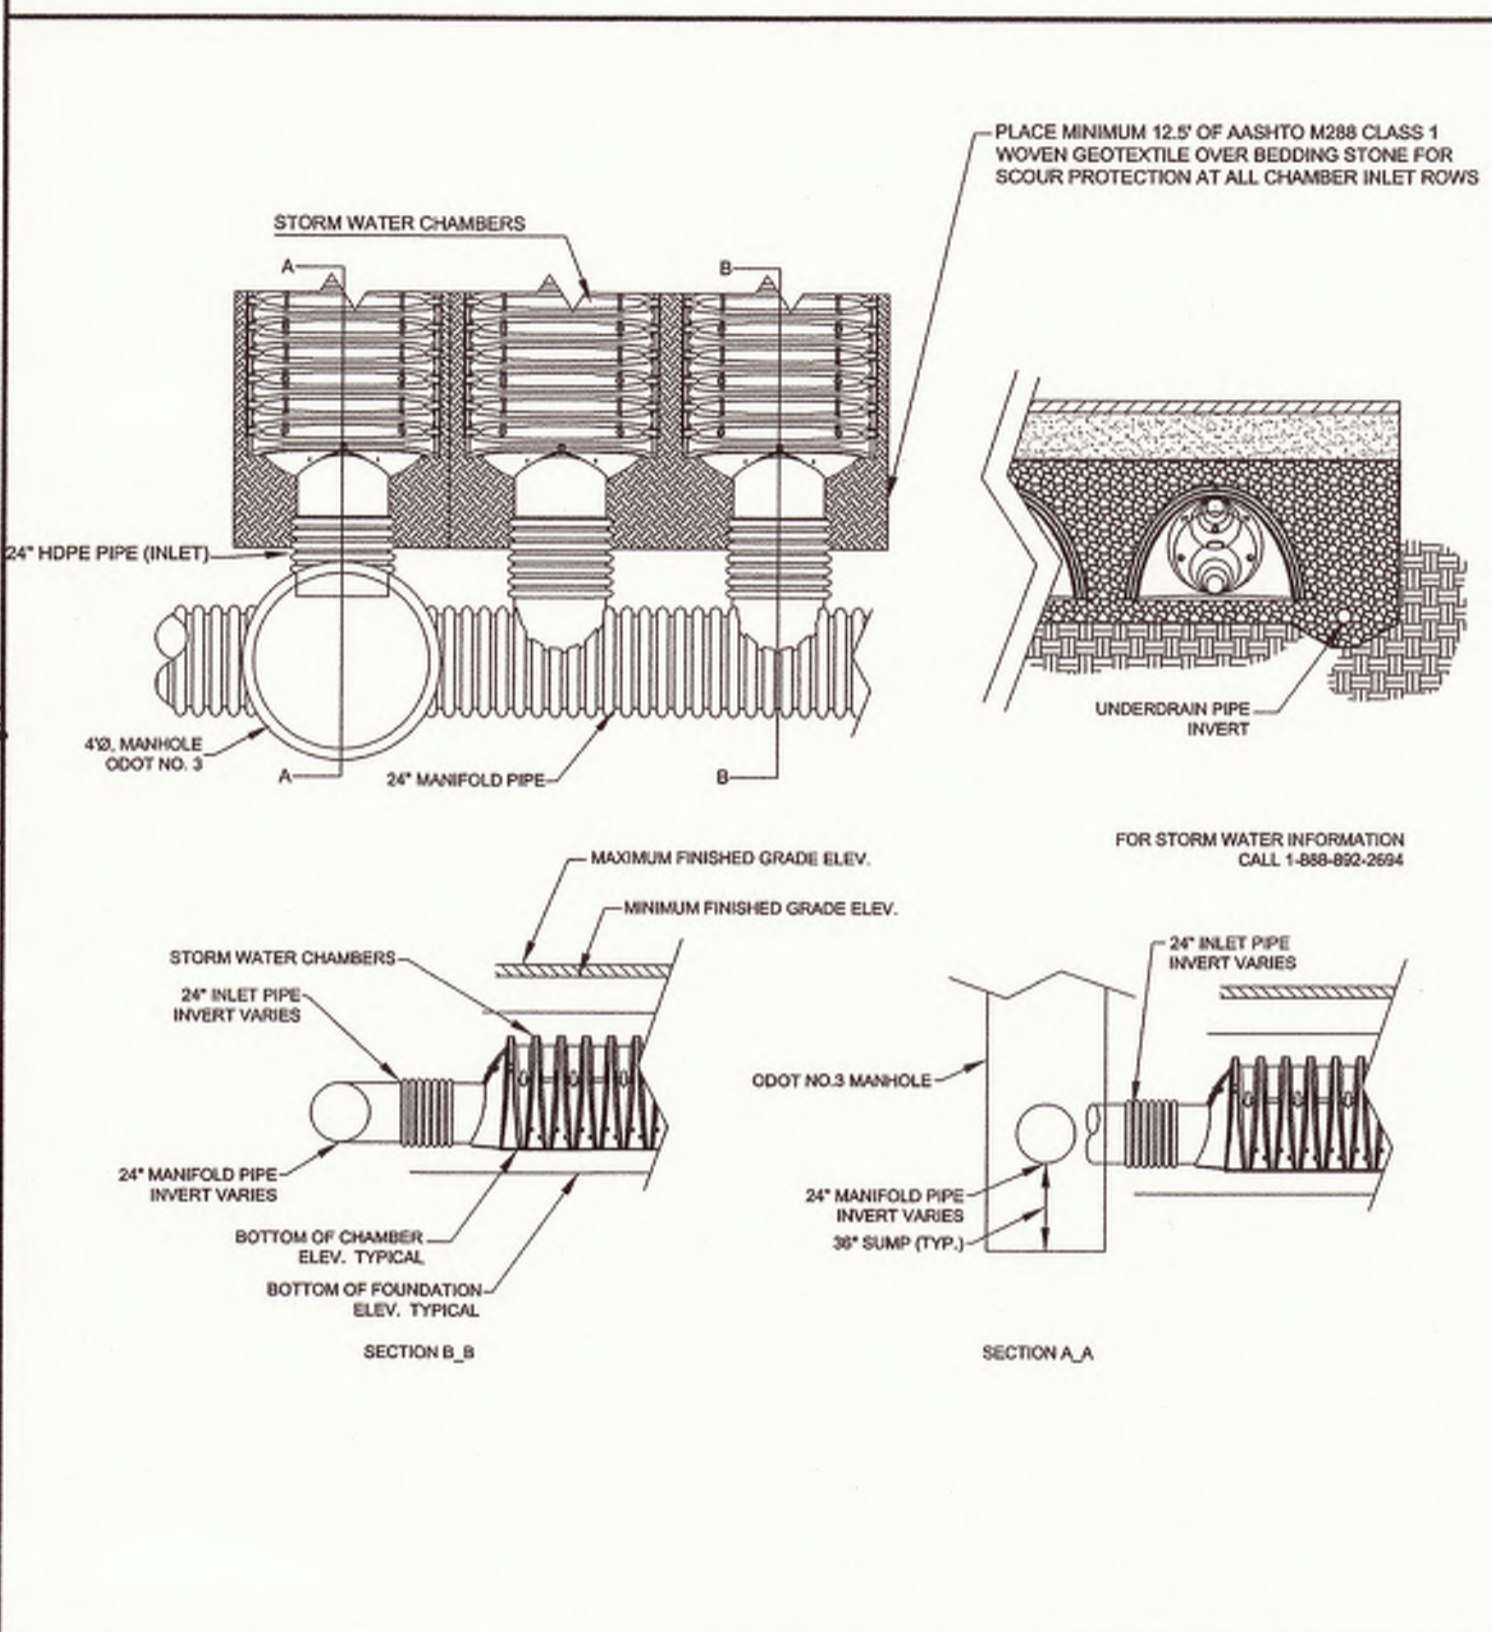 PLACE MINIMUM 12.5' OF AASHTO M288 CLASS 1
WOVEN GEOTEXTILE OVER BEDDING STONE FOR
SCOUR PROTECTION AT ALL CHAMBER INLET ROWS
STORM WATER CHAMBERS
A
B
24" HDPE PIPE (INLET)
4'Ø, MANHOLE
ODOT NO. 3
A
24" MANIFOLD PIPE
B
UNDERDRAIN PIPE
INVERT
FOR STORM WATER INFORMATION
CALL 1-888-892-2694
MAXIMUM FINISHED GRADE ELEV.
MINIMUM FINISHED GRADE ELEV.
STORM WATER CHAMBERS
24" INLET PIPE
INVERT VARIES
24" MANIFOLD PIPE
INVERT VARIES
BOTTOM OF CHAMBER
ELEV. TYPICAL
BOTTOM OF FOUNDATION
ELEV. TYPICAL
SECTION B_B
24" INLET PIPE
INVERT VARIES
ODOT NO.3 MANHOLE
24" MANIFOLD PIPE
INVERT VARIES
36" SUMP (TYP.)
SECTION A_A